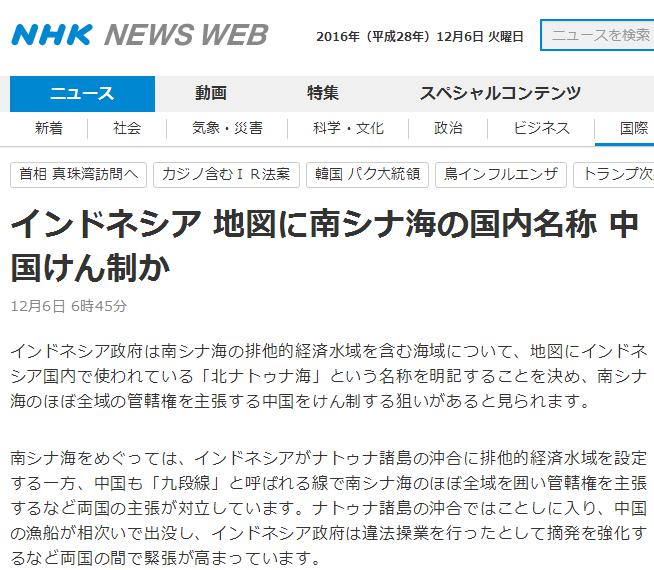 NHK NEWS WEB
2016年（平成28年）12月6日 火曜日
ニュースを検索
ニュース 動画 特集 スペシャルコンテンツ
新着 社会 気象・災害 科学・文化 政治 ビジネス 国際
首相 真珠湾訪問へ カジノ含むＩＲ法案 韓国 パク大統領 鳥インフルエンザ トランプ次
インドネシア 地図に南シナ海の国内名称 中
国けん制か
12月6日 6時45分
インドネシア政府は南シナ海の排他的経済水域を含む海域について、地図にインドネ
シア国内で使われている「北ナトゥナ海」という名称を明記することを決め、南シナ
海のほぼ全域の管轄権を主張する中国をけん制する狙いがあると見られます。
南シナ海をめぐっては、インドネシアがナトゥナ諸島の沖合に排他的経済水域を設定
する一方、中国も「九段線」と呼ばれる線で南シナ海のほぼ全域を囲い管轄権を主張
するなど両国の主張が対立しています。ナトゥナ諸島の沖合ではことしに入り、中国
の漁船が相次いで出没し、インドネシア政府は違法操業を行ったとして摘発を強化す
るなど両国の間で緊張が高まっています。